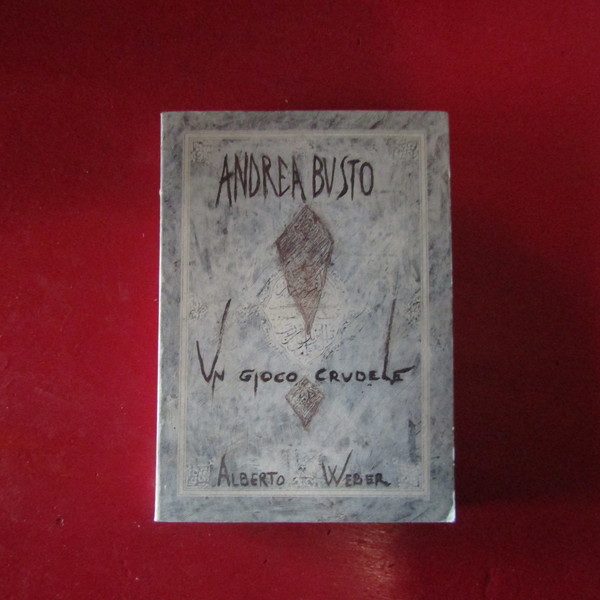 ANDREA BUSTO
Un gioco crudele
Alberto Weber